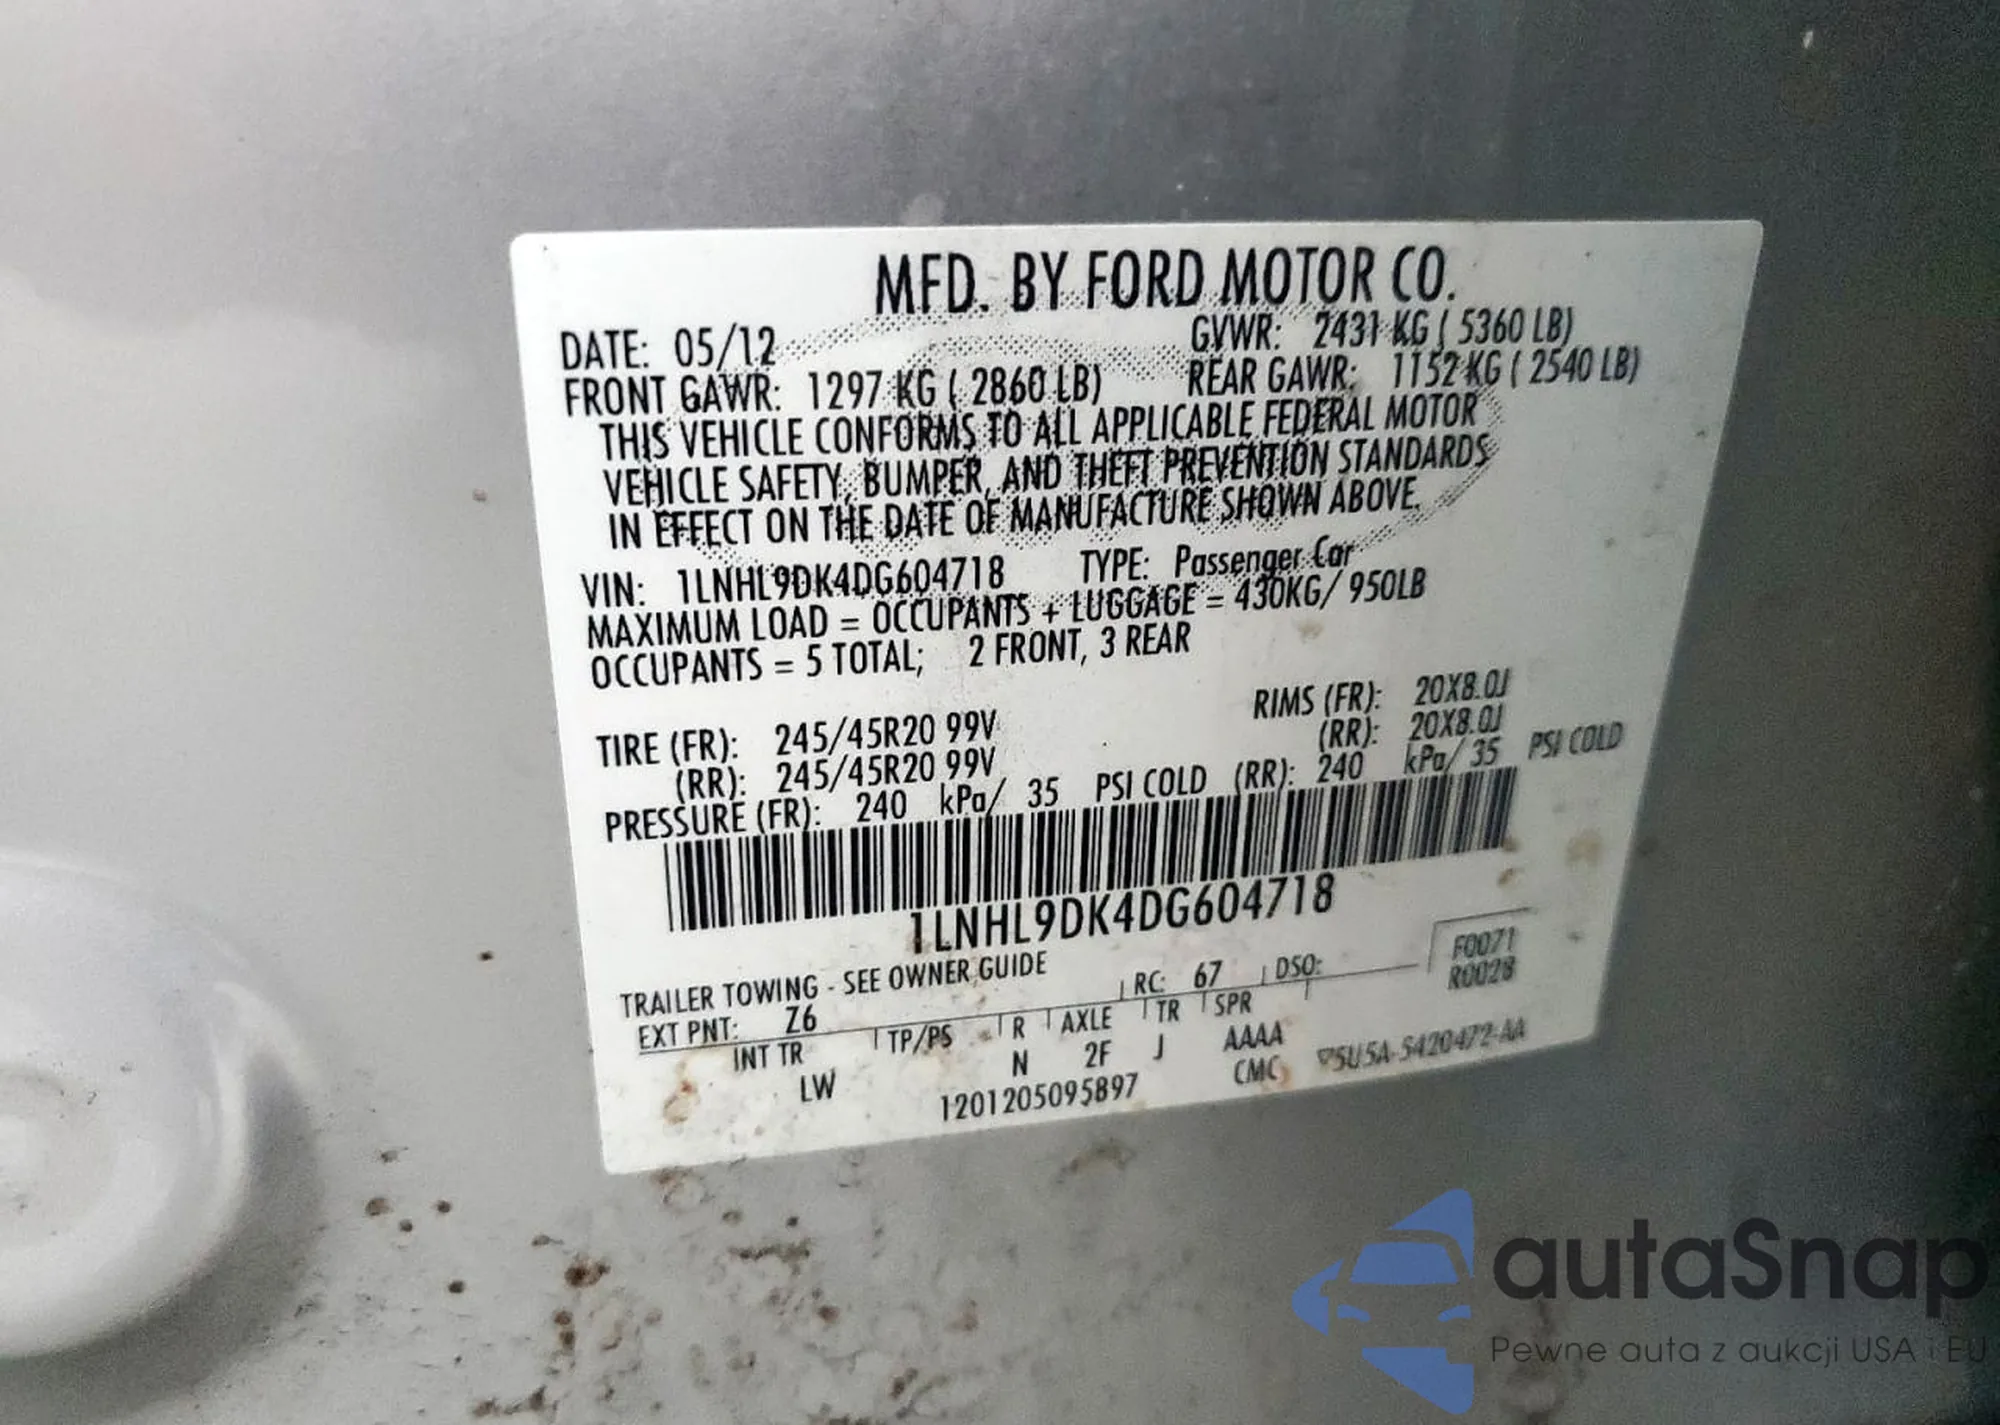 MFD. BY FORD MOTOR CO.
DATE: 05/12 GVWR: 2431 KG ( 5360 LB)
FRONT GAWR: 1297 KG ( 2860 LB) REAR GAWR: 1152 KG ( 2540 LB)
THIS VEHICLE CONFORMS TO ALL APPLICABLE FEDERAL MOTOR
VEHICLE SAFETY, BUMPER, AND THEFT PREVENTION STANDARDS
IN EFFECT ON THE DATE OF MANUFACTURE SHOWN ABOVE.
VIN: 1LNHL9DK4DG604718 TYPE: Passenger Car
MAXIMUM LOAD = OCCUPANTS + LUGGAGE = 430KG/ 950LB
OCCUPANTS = 5 TOTAL; 2 FRONT, 3 REAR
TIRE (FR): 245/45R20 99V RIMS (FR): 20X8.0J
(RR): 245/45R20 99V (RR): 20X8.0J
PRESSURE (FR): 240 kPa/ 35 PSI COLD (RR): 240 kPa/ 35 PSI COLD
1LNHL9DK4DG604718
TRAILER TOWING - SEE OWNER GUIDE
F0071
R0028
EXT PNT: Z6 RC: 67 DSO:
INT TR TP/PS R AXLE TR SPR
LW N 2F J AAAA
1201205095897 CMC 5U5A-5420472-AA
autaSnap
Pewne auta z aukcji USA i EU